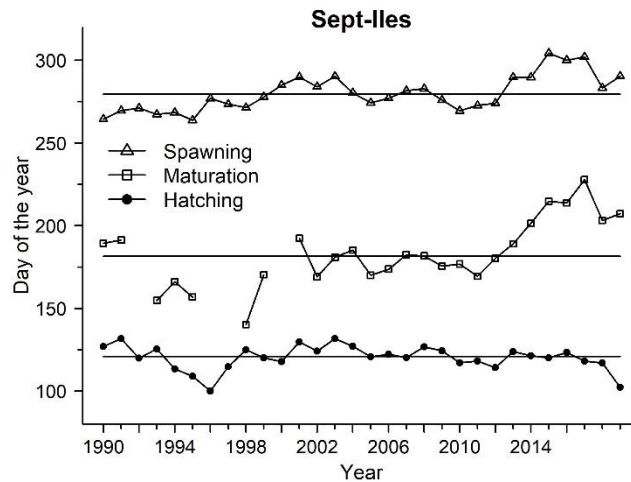 Sept-Iles
Day of the year
300
250
200
150
100
Spawning
Maturation
Hatching
1990 1994 1998 2002 2006 2010 2014
Year